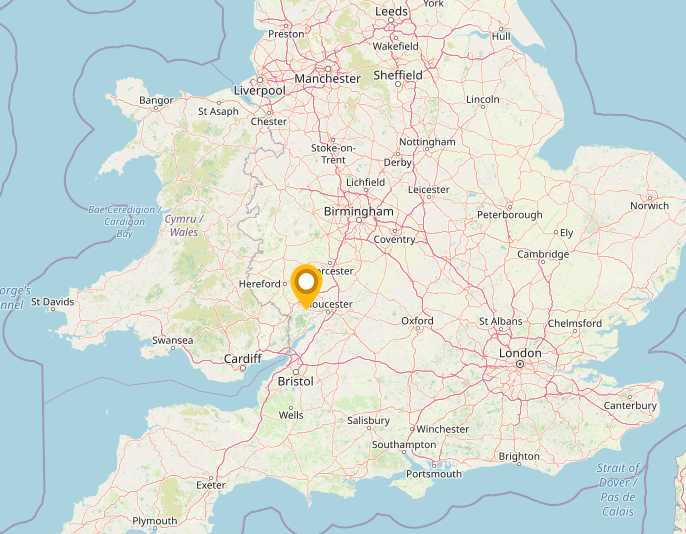 York
Leeds
Preston
Hull
Wakefield
Manchester
Sheffield
Liverpool
Bangor
St Asaph
Lincoln
Chester
Stoke-on-
Trent
Nottingham
Derby
Lichfield
Leicester
Norwich
Bae Ceredigion /
Cardigan
Bay
Cymru /
Wales
Birmingham
Peterborough
Ely
Coventry
Cambridge
orcester
Hereford
orge's
nnel
St Davids
oucester
Oxford
St Albans
Chelmsford
Swansea
Cardiff
London
Bristol
Canterbury
Wells
Salisbury
Winchester
Southampton
Brighton
Portsmouth
Strait of
Dover /
Pas de
Calais
Exeter
Plymouth